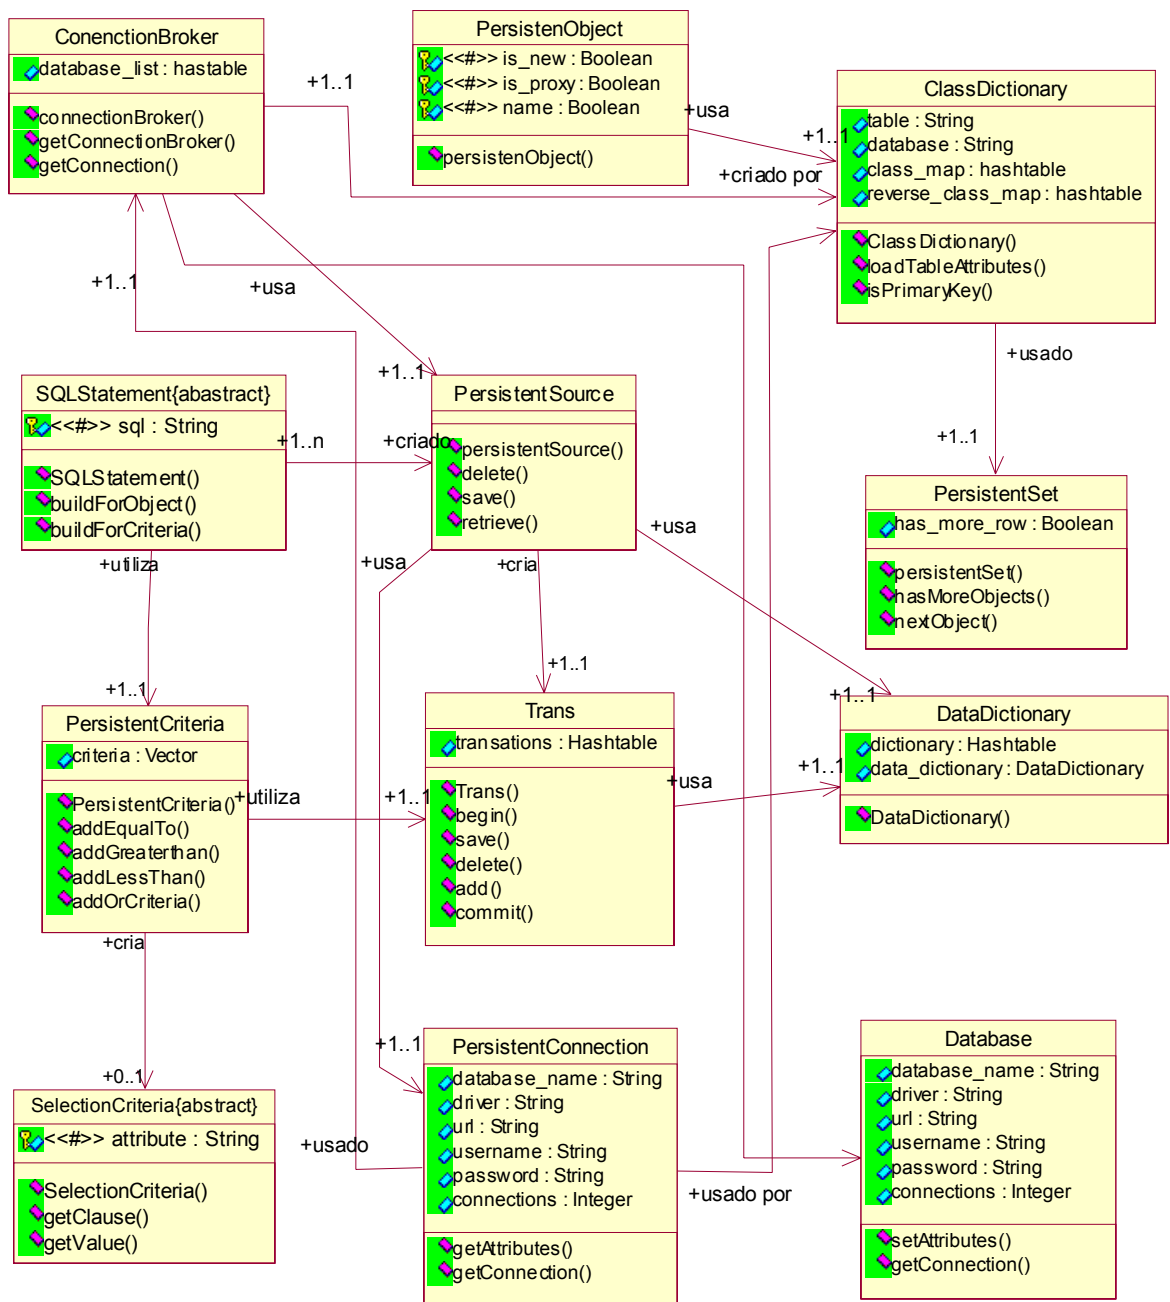 ConenctionBroker
database_list : hastable
connectionBroker()
getConnectionBroker()
getConnection()
+1..1
PersistenObject
<<#>> is_new : Boolean
<<#>> is_proxy : Boolean
<<#>> name : Boolean
persistenObject()
+usa
+1..1
+criado por
ClassDictionary
table : String
database : String
class_map : hashtable
reverse_class_map : hashtable
ClassDictionary()
loadTableAttributes()
isPrimaryKey()
+1..1
+usa
+1..1
+usado
+1..1
SQLStatement{abastract}
<<#>> sql : String
SQLStatement()
buildForObject()
buildForCriteria()
+1..n
+criado
PersistentSource
persistentSource()
delete()
save()
retrieve()
PersistentSet
has_more_row : Boolean
persistentSet()
hasMoreObjects()
nextObject()
+utiliza
+usa
+cria
+usa
+1..1
+1..1
+1..1
PersistentCriteria
criteria : Vector
PersistentCriteria()
addEqualTo()
addGreaterthan()
addLessThan()
addOrCriteria()
+utiliza
+1..1
Trans
transations : Hashtable
Trans()
begin()
save()
delete()
add()
commit()
+usa
+1..1
DataDictionary
dictionary : Hashtable
data_dictionary : DataDictionary
DataDictionary()
+cria
+0..1
+1..1
SelectionCriteria{abstract}
<<#>> attribute : String
SelectionCriteria()
getClause()
getValue()
+usado
PersistentConnection
database_name : String
driver : String
url : String
username : String
password : String
connections : Integer
getAttributes()
getConnection()
+usado por
Database
database_name : String
driver : String
url : String
username : String
password : String
connections : Integer
setAttributes()
getConnection()